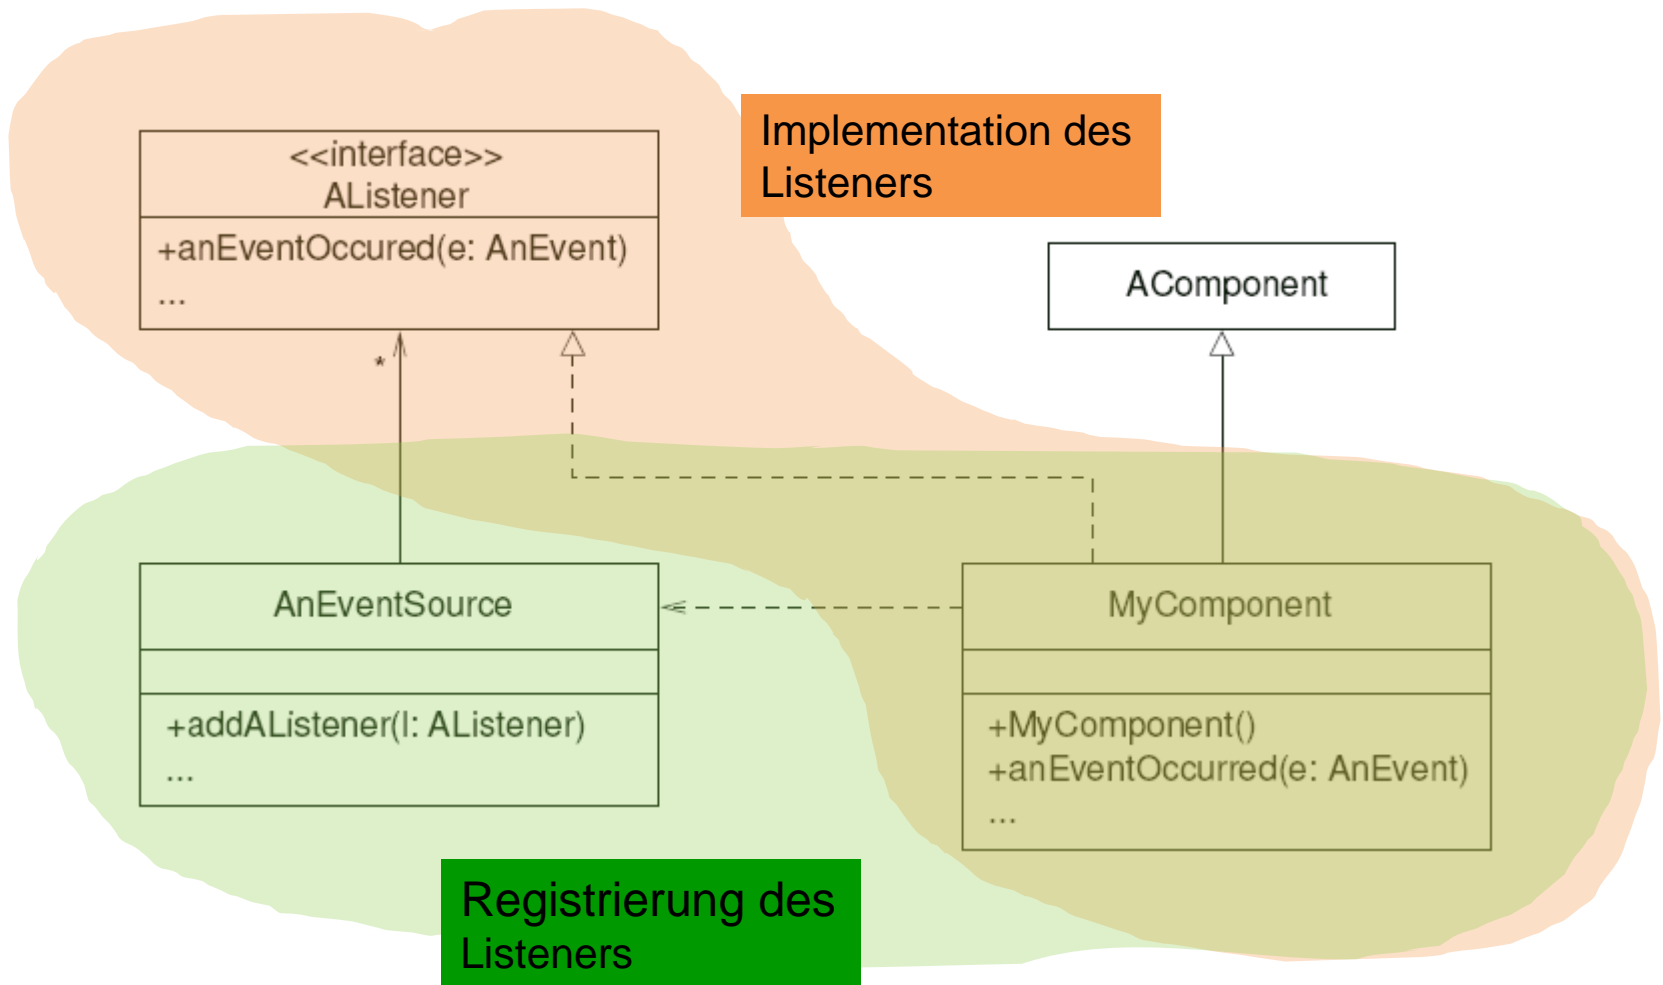 Implementation des
Listeners
<<interface>>
AListener
+anEventOccured(e: AnEvent)
...
AComponent
*
AnEventSource
+addAListener(l: AListener)
...
MyComponent
+MyComponent()
+anEventOccurred(e: AnEvent)
...
Registrierung des
Listeners